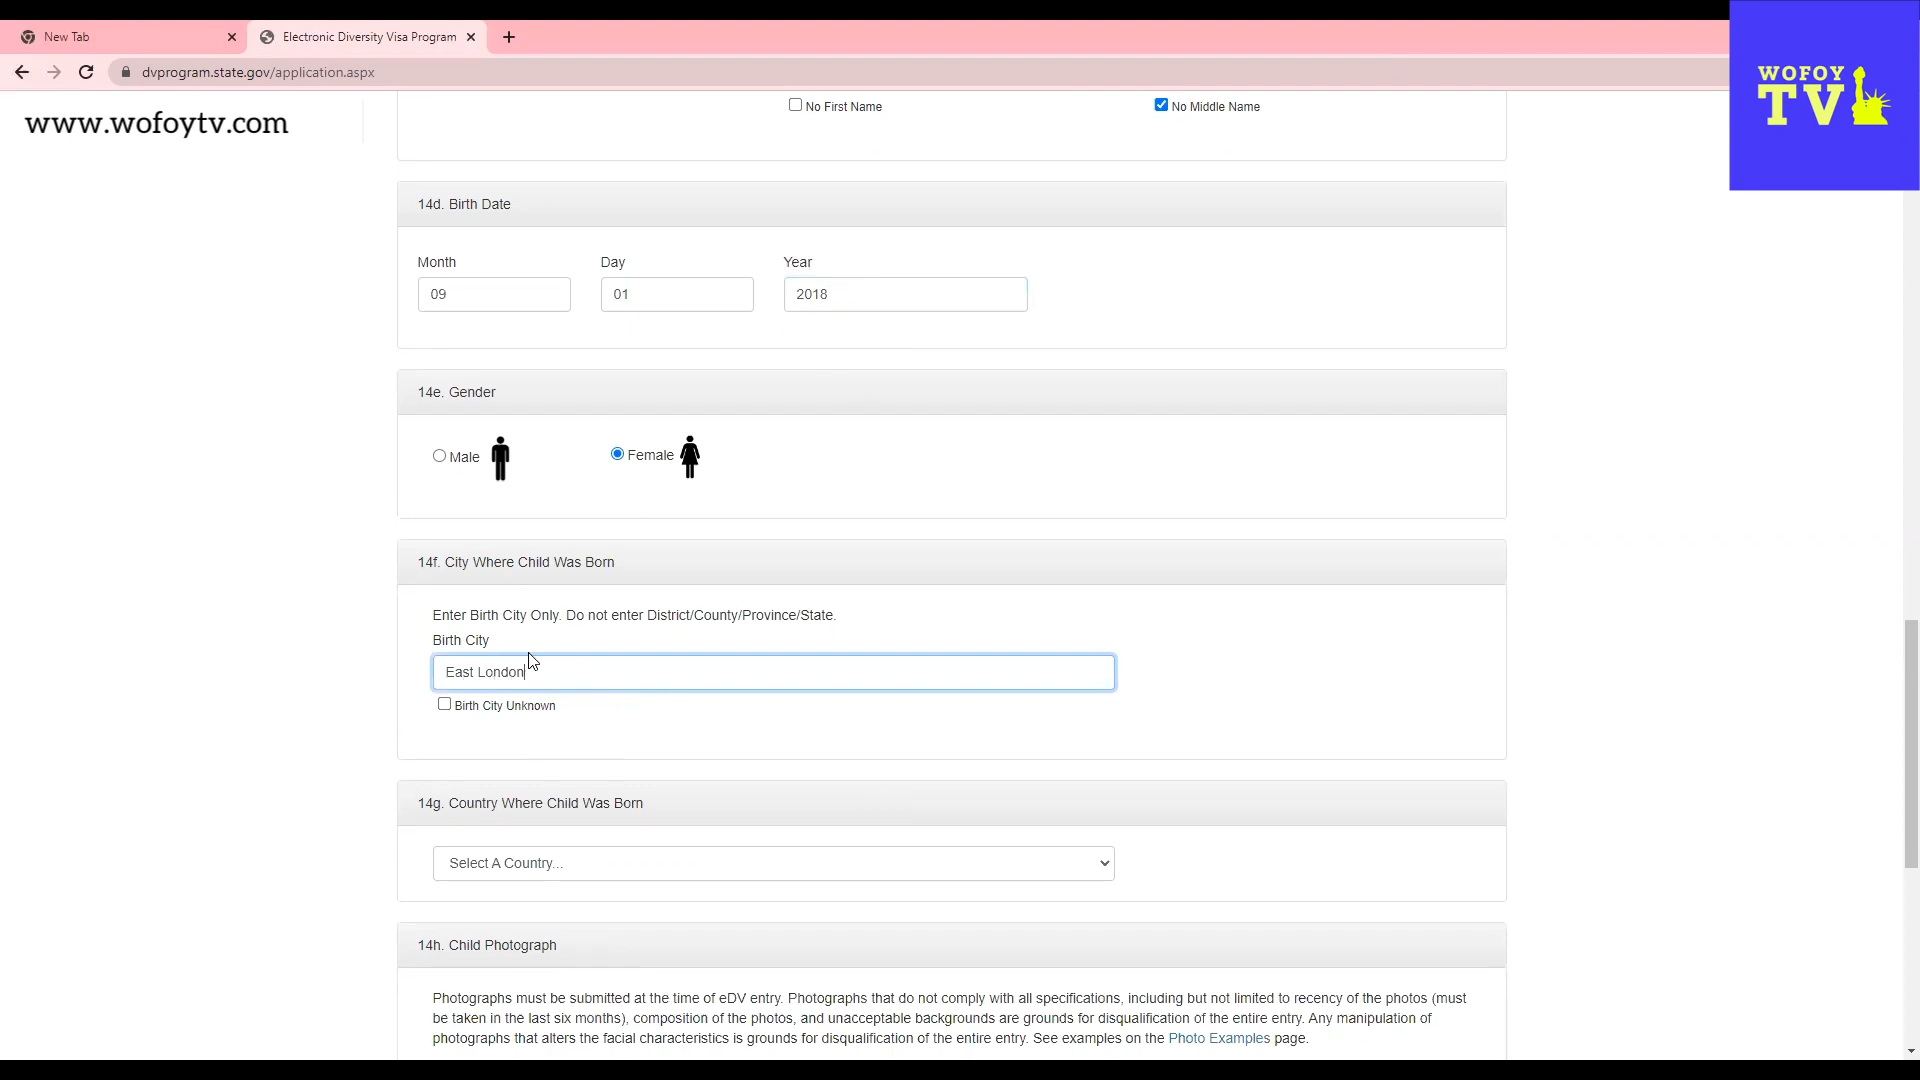 New Tab
Electronic Diversity Visa Program
dvprogram.state.gov/application.aspx
WOFOY
TV
www.wofoytv.com
No First Name
No Middle Name
14d. Birth Date
Month
Day
Year
09
01
2018
14e. Gender
Male
Female
14f. City Where Child Was Born
Enter Birth City Only. Do not enter District/County/Province/State.
Birth City
East London
Birth City Unknown
14g. Country Where Child Was Born
Select A Country...
14h. Child Photograph
Photographs must be submitted at the time of eDV entry. Photographs that do not comply with all specifications, including but not limited to recency of the photos (must
be taken in the last six months), composition of the photos, and unacceptable backgrounds are grounds for disqualification of the entire entry. Any manipulation of
photographs that alters the facial characteristics is grounds for disqualification of the entire entry. See examples on the Photo Examples page.